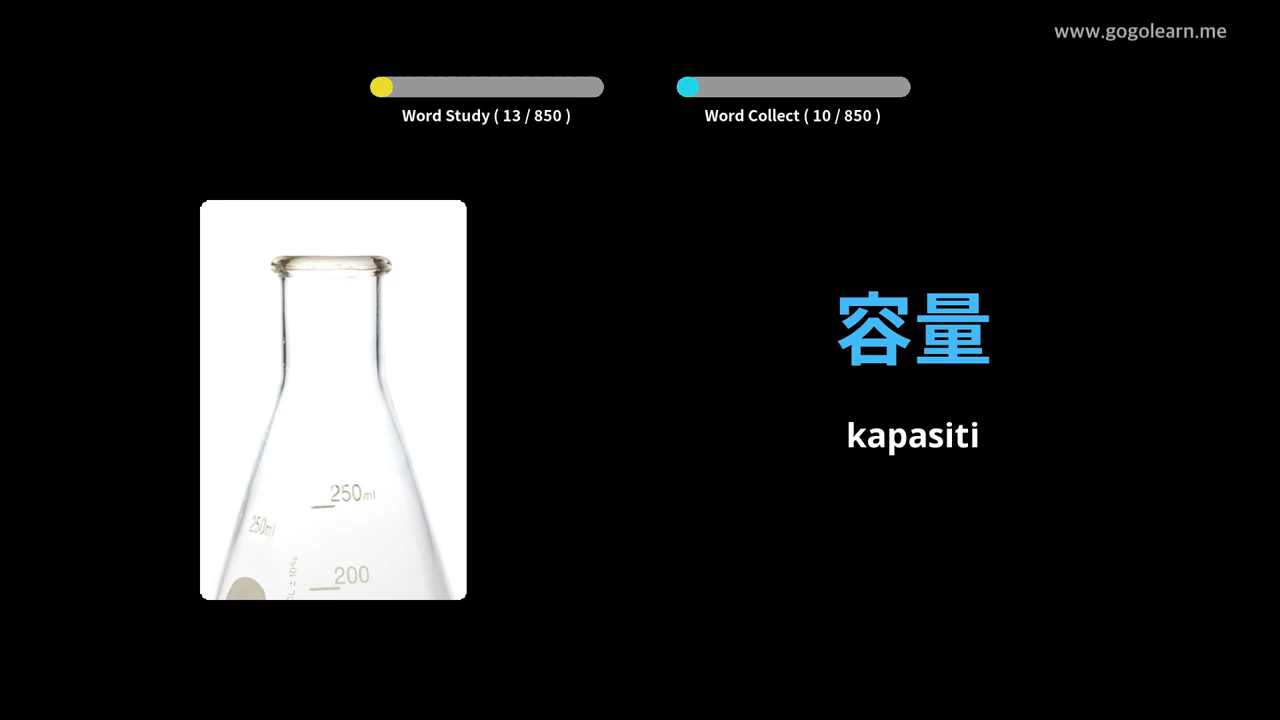 www.gogolearn.me
Word Study ( 13 / 850 )
Word Collect ( 10 / 850 )
容量
kapasiti
250ml
250ml
200